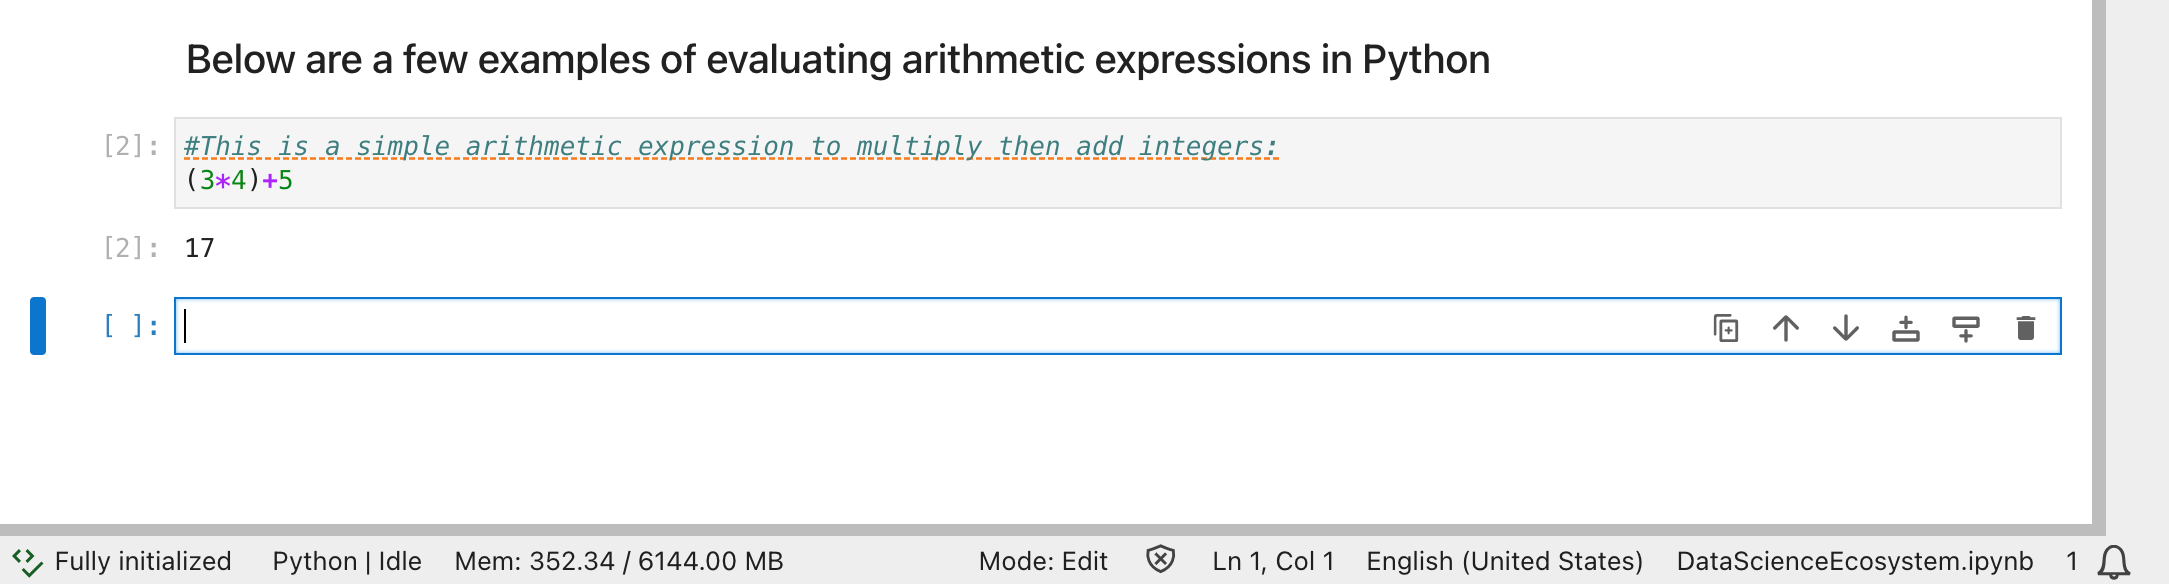 Below are a few examples of evaluating arithmetic expressions in Python
[2]: #This is a simple arithmetic expression to multiply then add integers:
(3*4)+5
[2]: 17
[ ]:
Fully initialized Python | Idle Mem: 352.34 / 6144.00 MB Mode: Edit Ln 1, Col 1 English (United States) DataScienceEcosystem.ipynb 1